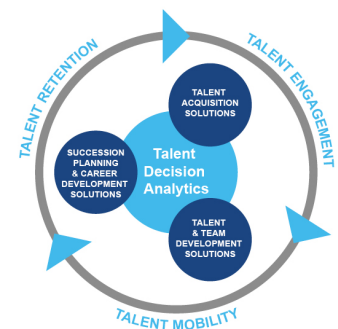 TALENT RETENTION
TALENT ENGAGEMENT
TALENT
ACQUISITION
SOLUTIONS
SUCCESSION
PLANNING
& CAREER
DEVELOPMENT
SOLUTIONS
Talent
Decision
Analytics
TALENT
& TEAM
DEVELOPMENT
SOLUTIONS
TALENT MOBILITY